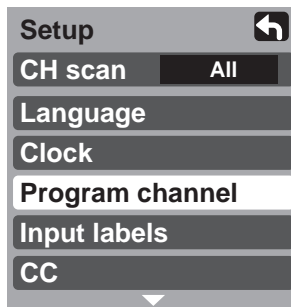 Setup
CH scan All
Language
Clock
Program channel
Input labels
CC